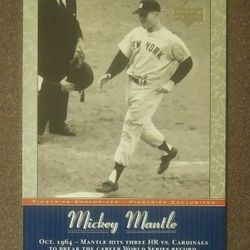 NEW YORK
PINSTRIPE EXCLUSIVES • PINSTRIPE EXCLUSIVES
Mickey Mantle
OCT. 1964 – MANTLE HITS THREE HR VS. CARDINALS
TO BREAK THE CAREER WORLD SERIES RECORD